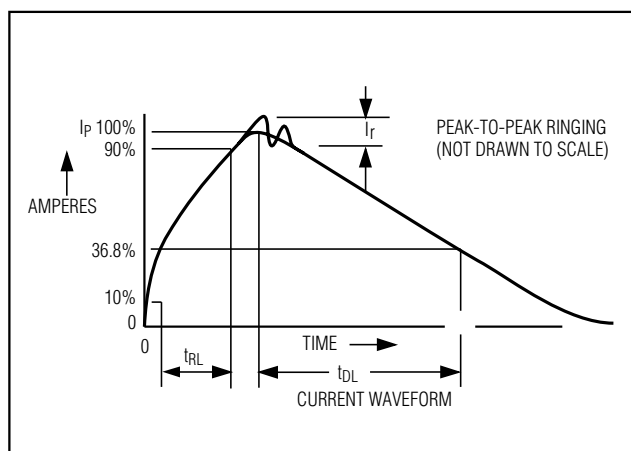 IP 100%
90%
AMPERES
36.8%
10%
0
0
tRL
TIME
tDL
CURRENT WAVEFORM
Ir
PEAK-TO-PEAK RINGING
(NOT DRAWN TO SCALE)